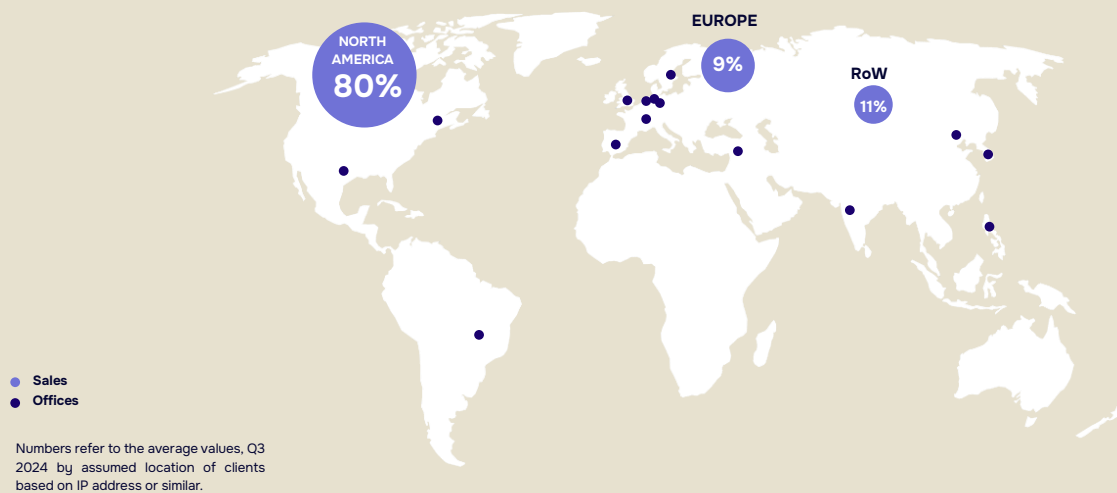 EUROPE
NORTH
AMERICA
80%
9%
RoW
11%
Sales
Offices
Numbers refer to the average values, Q3
2024 by assumed location of clients
based on IP address or similar.